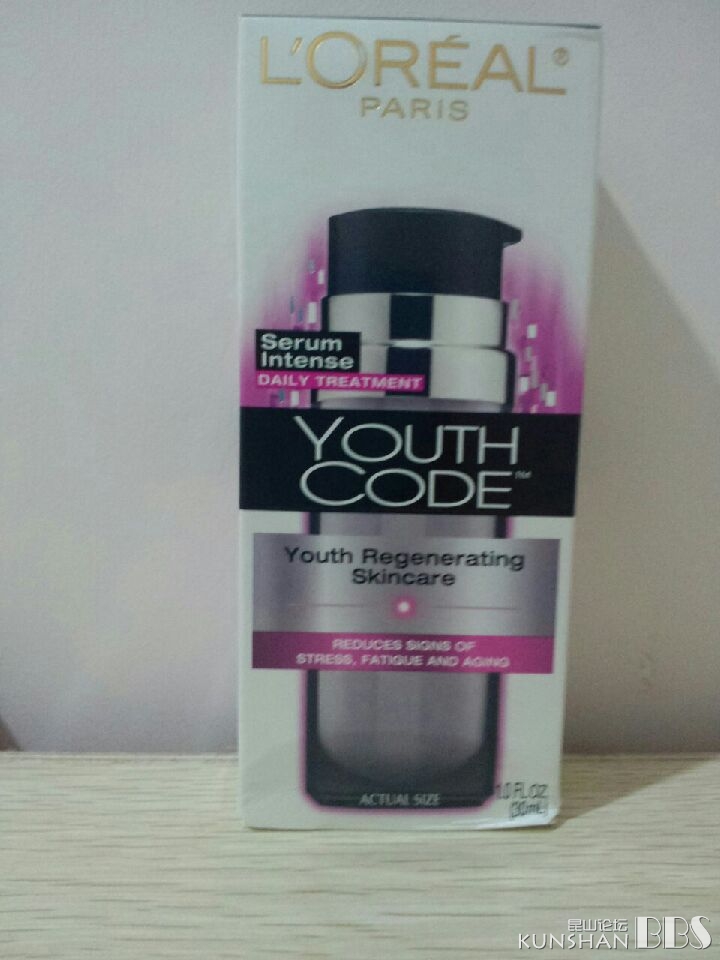 L'ORÉAL®
PARIS
Serum
Intense
DAILY TREATMENT
YOUTH
CODE™
Youth Regenerating
Skincare
REDUCES SIGNS OF
STRESS, FATIGUE AND AGING
ACTUAL SIZE
1.0 FL.OZ.
(30mL)
昆山论坛
KUNSHAN BBS